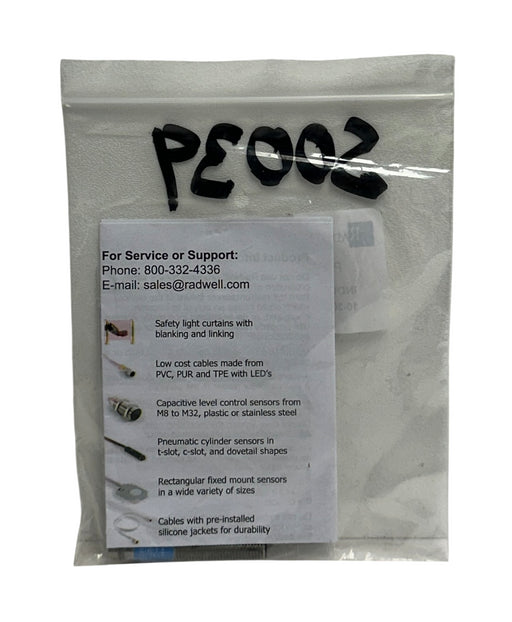 For Service or Support:
Phone: 800-332-4336
E-mail: sales@radwell.com
Safety light curtains with
blanking and linking
Low cost cables made from
PVC, PUR and TPE with LED's
Capacitive level control sensors from
M8 to M32, plastic or stainless steel
Pneumatic cylinder sensors in
t-slot, c-slot, and dovetail shapes
Rectangular fixed mount sensors
in a wide variety of sizes
Cables with pre-installed
silicone jackets for durability